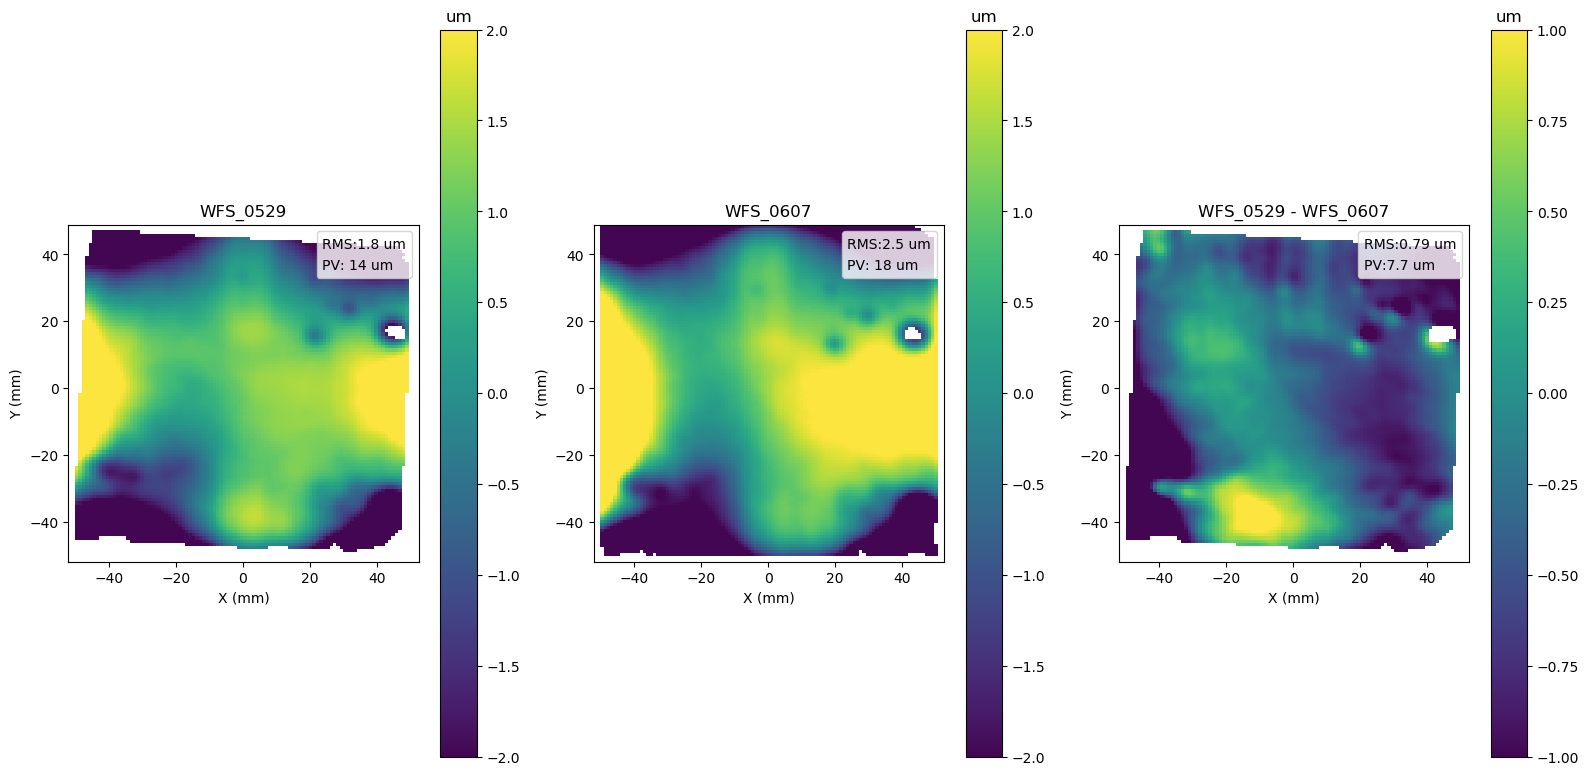 um
2.0
1.5
1.0
0.5
0.0
−0.5
−1.0
−1.5
−2.0
WFS_0529
RMS:1.8 um
PV: 14 um
40
20
0
−20
−40
Y (mm)
−40 −20 0 20 40
X (mm)
um
2.0
1.5
1.0
0.5
0.0
−0.5
−1.0
−1.5
−2.0
WFS_0607
RMS:2.5 um
PV: 18 um
40
20
0
−20
−40
Y (mm)
−40 −20 0 20 40
X (mm)
um
1.00
0.75
0.50
0.25
0.00
−0.25
−0.50
−0.75
−1.00
WFS_0529 - WFS_0607
RMS:0.79 um
PV:7.7 um
40
20
0
−20
−40
Y (mm)
−40 −20 0 20 40
X (mm)